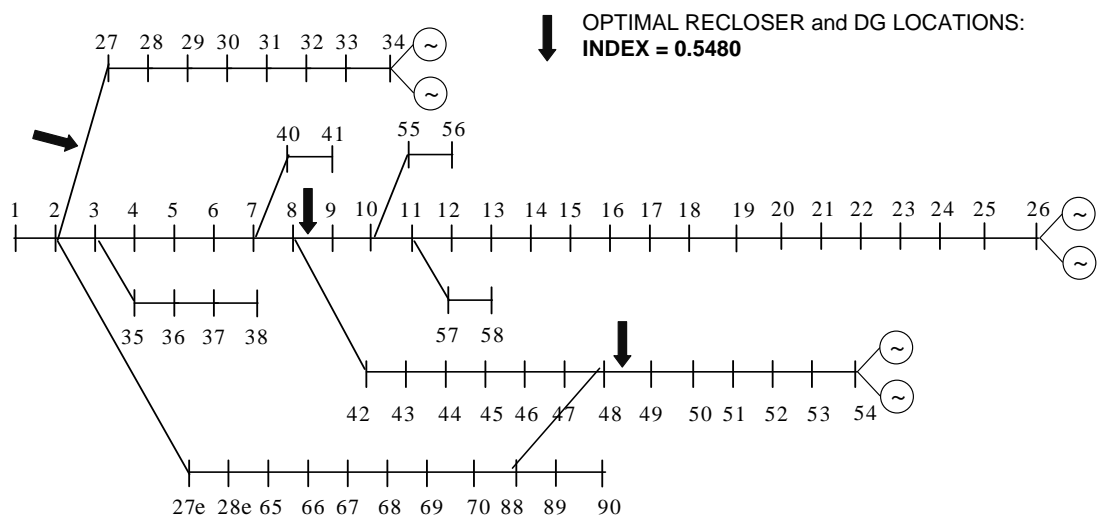 OPTIMAL RECLOSER and DG LOCATIONS:
INDEX = 0.5480
27 28 29 30 31 32 33 34 ~
~
40 41 55 56
1 2 3 4 5 6 7 8 9 10 11 12 13 14 15 16 17 18 19 20 21 22 23 24 25 26 ~
~
35 36 37 38 57 58
~
42 43 44 45 46 47 48 49 50 51 52 53 54 ~
27e 28e 65 66 67 68 69 70 88 89 90